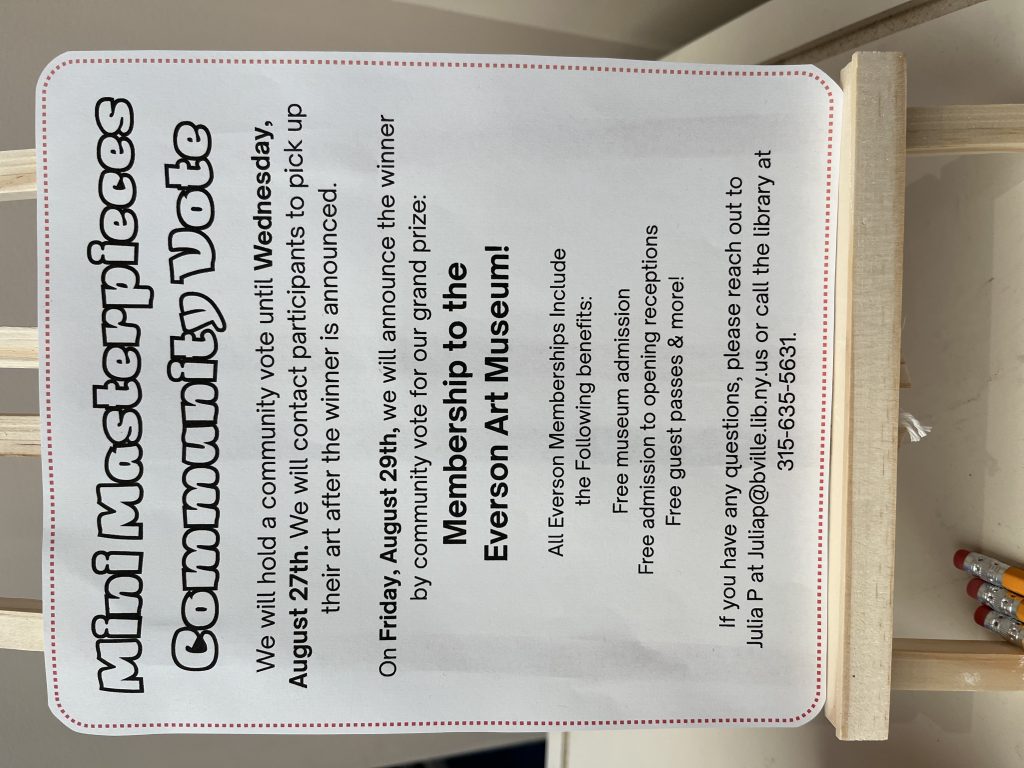 Mini Masterpieces
Community Vote
We will hold a community vote until Wednesday,
August 27th. We will contact participants to pick up
their art after the winner is announced.
On Friday, August 29th, we will announce the winner
by community vote for our grand prize:
Membership to the
Everson Art Museum!
All Everson Memberships Include
the Following benefits:
Free museum admission
Free admission to opening receptions
Free guest passes & more!
If you have any questions, please reach out to
Julia P at Juliap@bville.lib.ny.us or call the library at
315-635-5631.